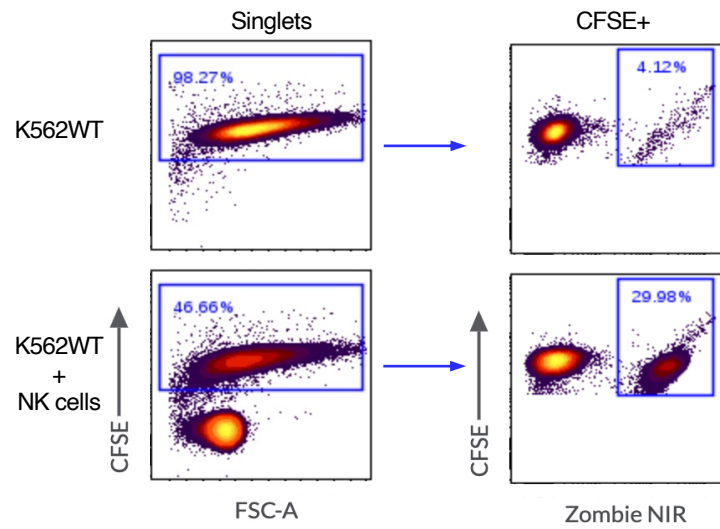 Singlets
CFSE+
K562WT
98.27%
4.12%
K562WT
+
NK cells
46.66%
29.98%
CFSE
CFSE
FSC-A
Zombie NIR